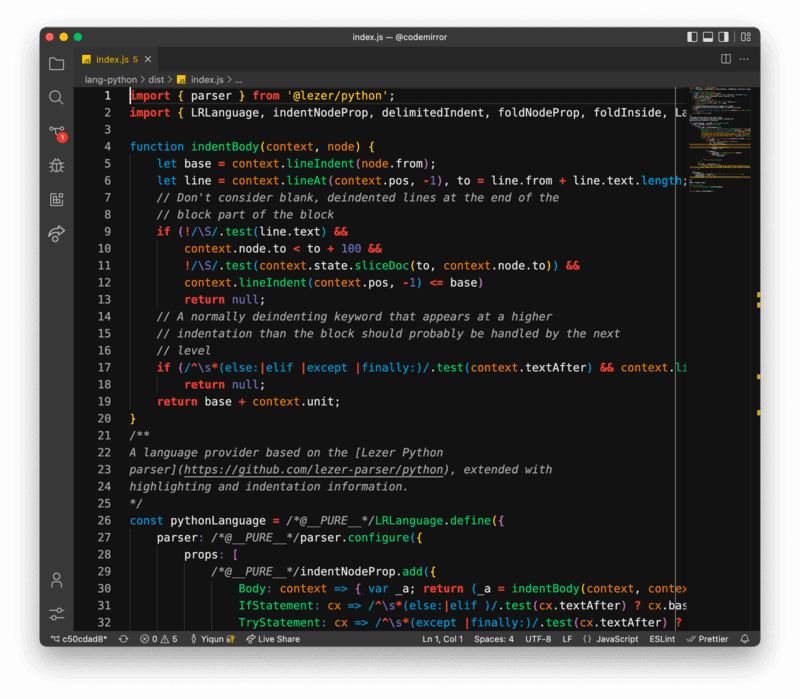 index.js — @codemirror
index.js 5
lang-python > dist > index.js > ...
1 import { parser } from '@lezer/python';
2 import { LRLanguage, indentNodeProp, delimitedIndent, foldNodeProp, foldInside, La
3
4 function indentBody(context, node) {
5 let base = context.lineIndent(node.from);
6 let line = context.lineAt(context.pos, -1), to = line.from + line.text.length;
7 // Don't consider blank, deindented lines at the end of the
8 // block part of the block
9 if (!/\S/.test(line.text) &&
10 context.node.to < to + 100 &&
11 !/\S/.test(context.state.sliceDoc(to, context.node.to)) &&
12 context.lineIndent(context.pos, -1) <= base)
13 return null;
14 // A normally deindenting keyword that appears at a higher
15 // indentation than the block should probably be handled by the next
16 // level
17 if (/^\s*(else:|elif |except |finally:)/.test(context.textAfter) && context.li
18 return null;
19 return base + context.unit;
20 }
21 /**
22 A language provider based on the [Lezer Python
23 parser](https://github.com/lezer-parser/python), extended with
24 highlighting and indentation information.
25 */
26 const pythonLanguage = /*@__PURE__*/LRLanguage.define({
27 parser: /*@__PURE__*/parser.configure({
28 props: [
29 /*@__PURE__*/indentNodeProp.add({
30 Body: context => { var _a; return (_a = indentBody(context, contex
31 IfStatement: cx => /^\s*(else:|elif )/.test(cx.textAfter) ? cx.bas
32 TryStatement: cx => /^\s*(except |finally:)/.test(cx.textAfter) ?
1
c50cdad8* 0 5 Yiqun Live Share Ln 1, Col 1 Spaces: 4 UTF-8 LF {} JavaScript ESLint Prettier